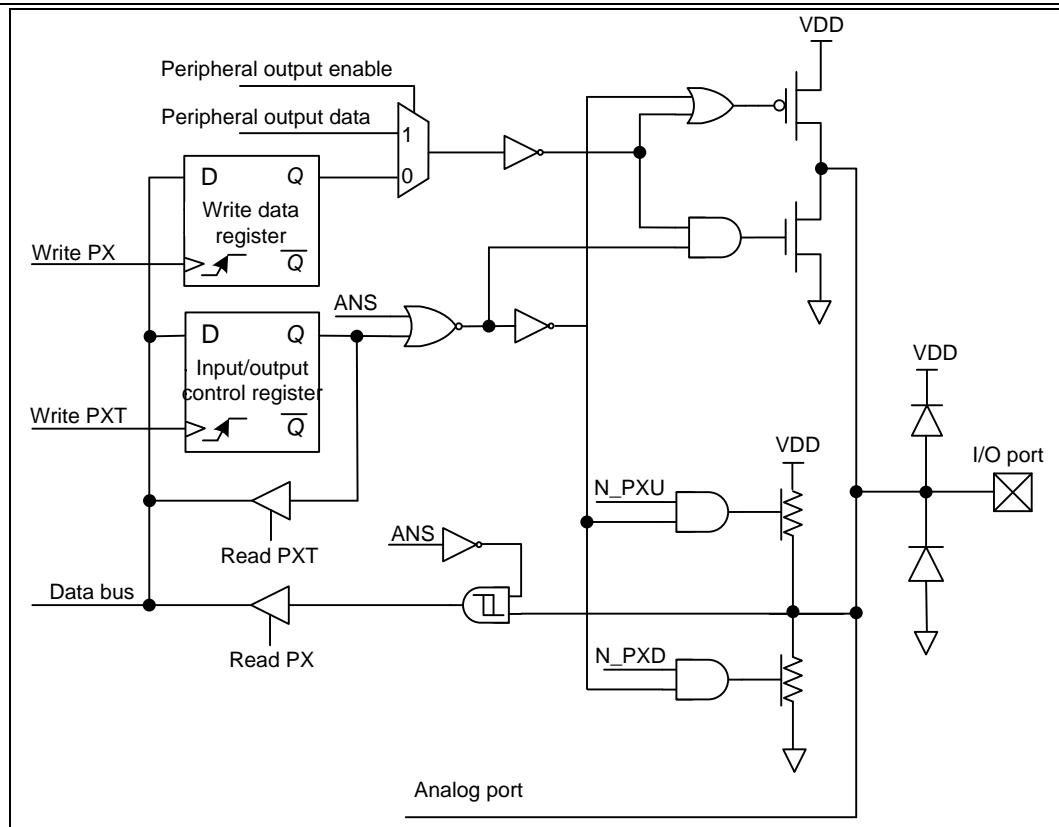 VDD
Peripheral output enable
Peripheral output data
1
0
D Q
Write data
register
Q
Write PX
ANS
D Q
Input/output
control register
Q
Write PXT
VDD
I/O port
VDD
N_PXU
ANS
Read PXT
Data bus
Read PX
N_PXD
Analog port